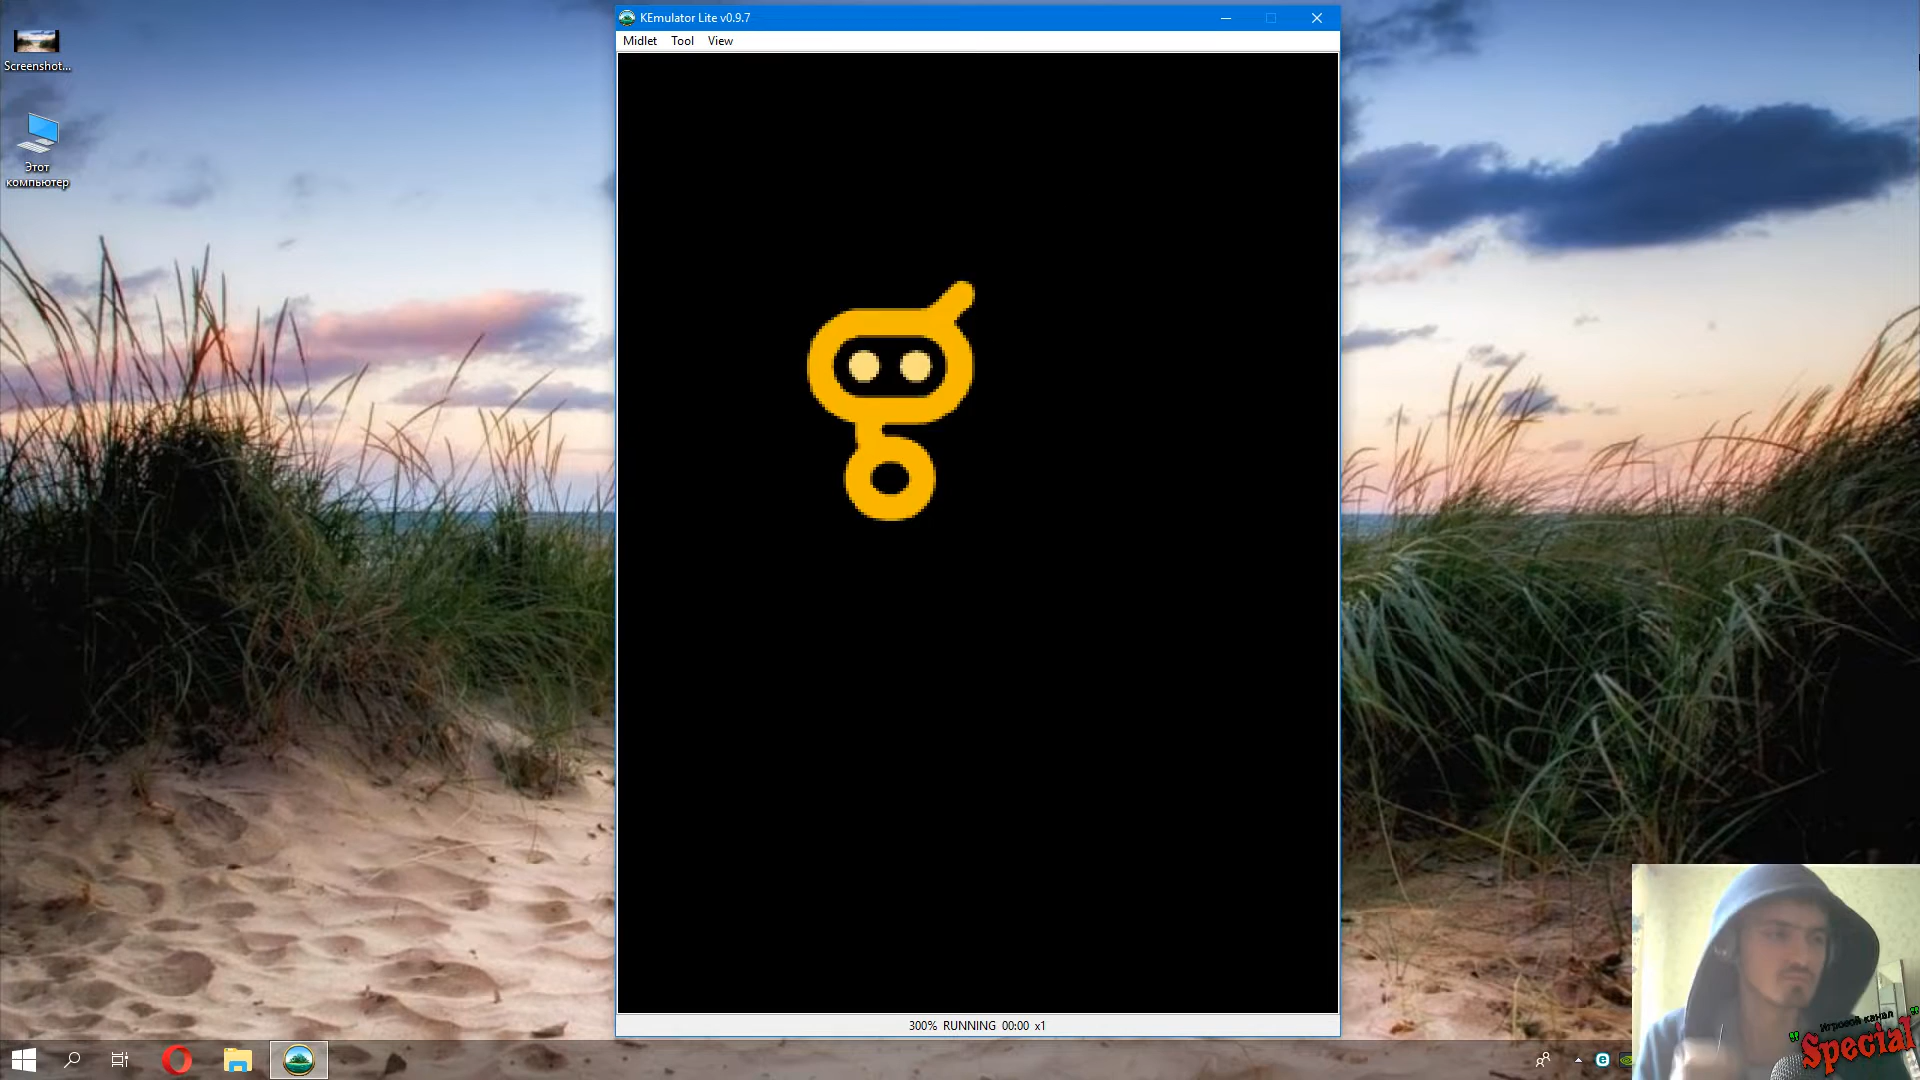 KEmulator Lite v0.9.7
Midlet Tool View
Screenshot...
Этот
компьютер
300% RUNNING 00:00 x1
Игровой канал
"Special"